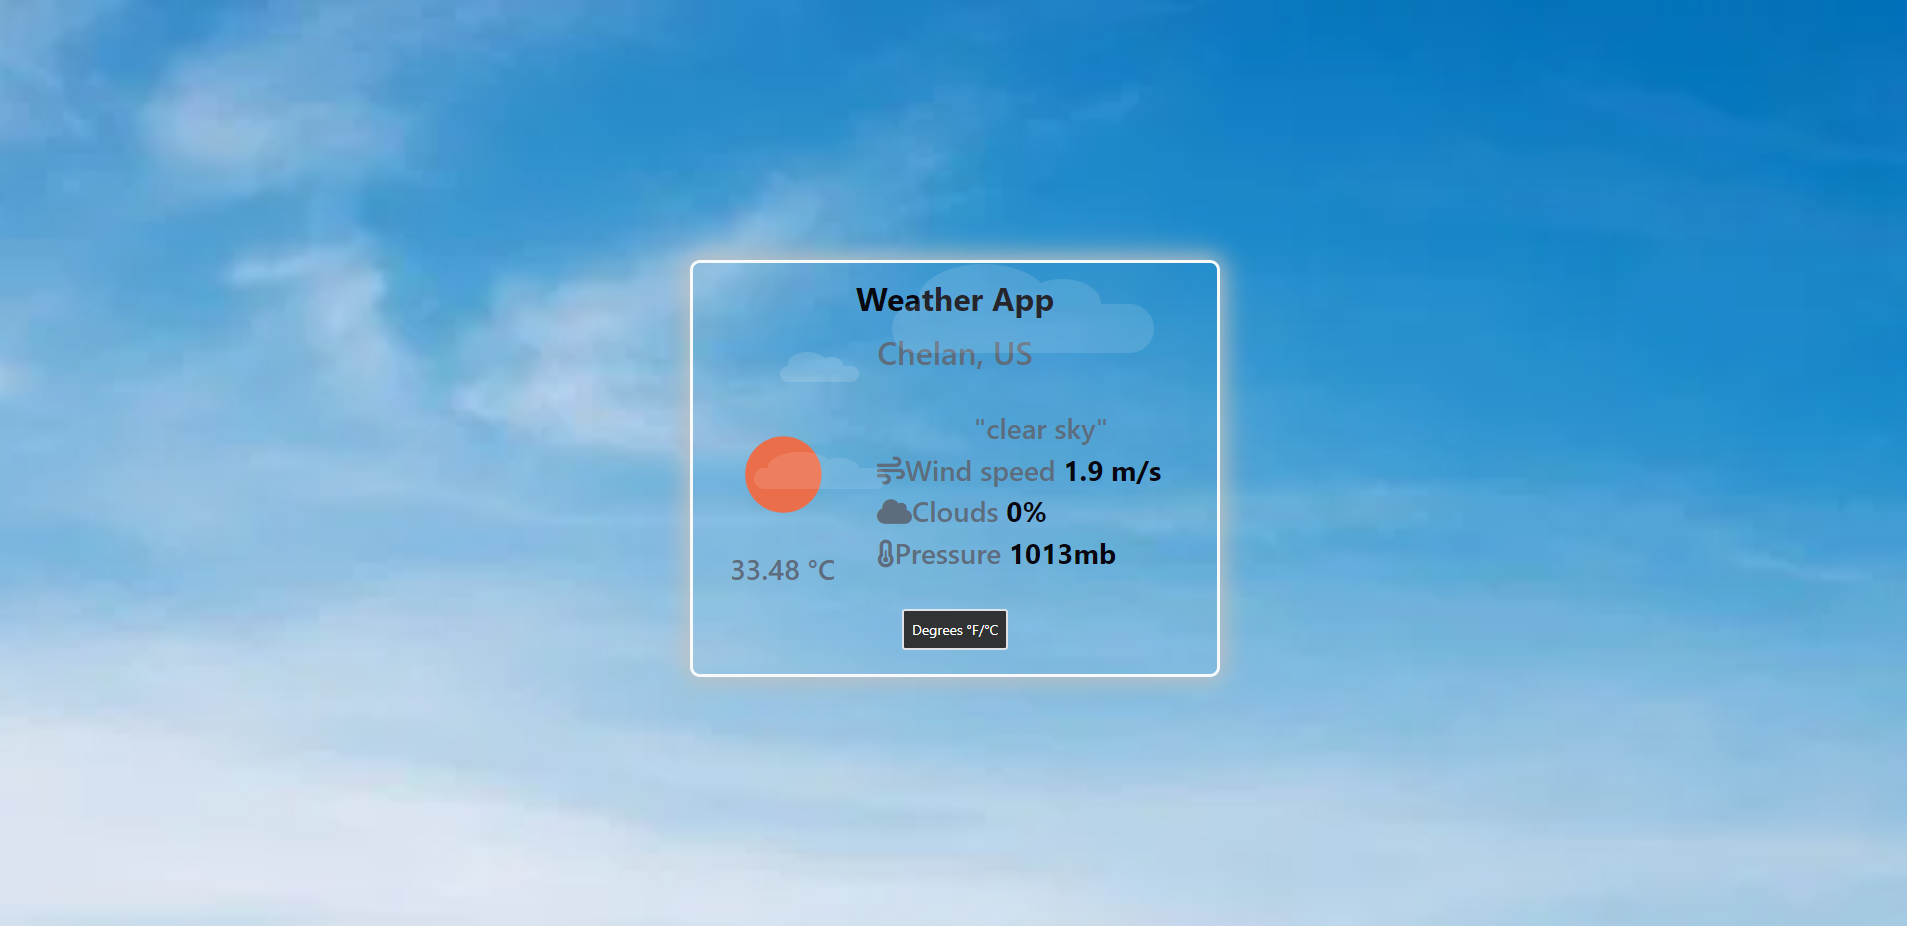 Weather App
Chelan, US
"clear sky"
Wind speed 1.9 m/s
Clouds 0%
Pressure 1013mb
33.48 °C
Degrees °F/°C